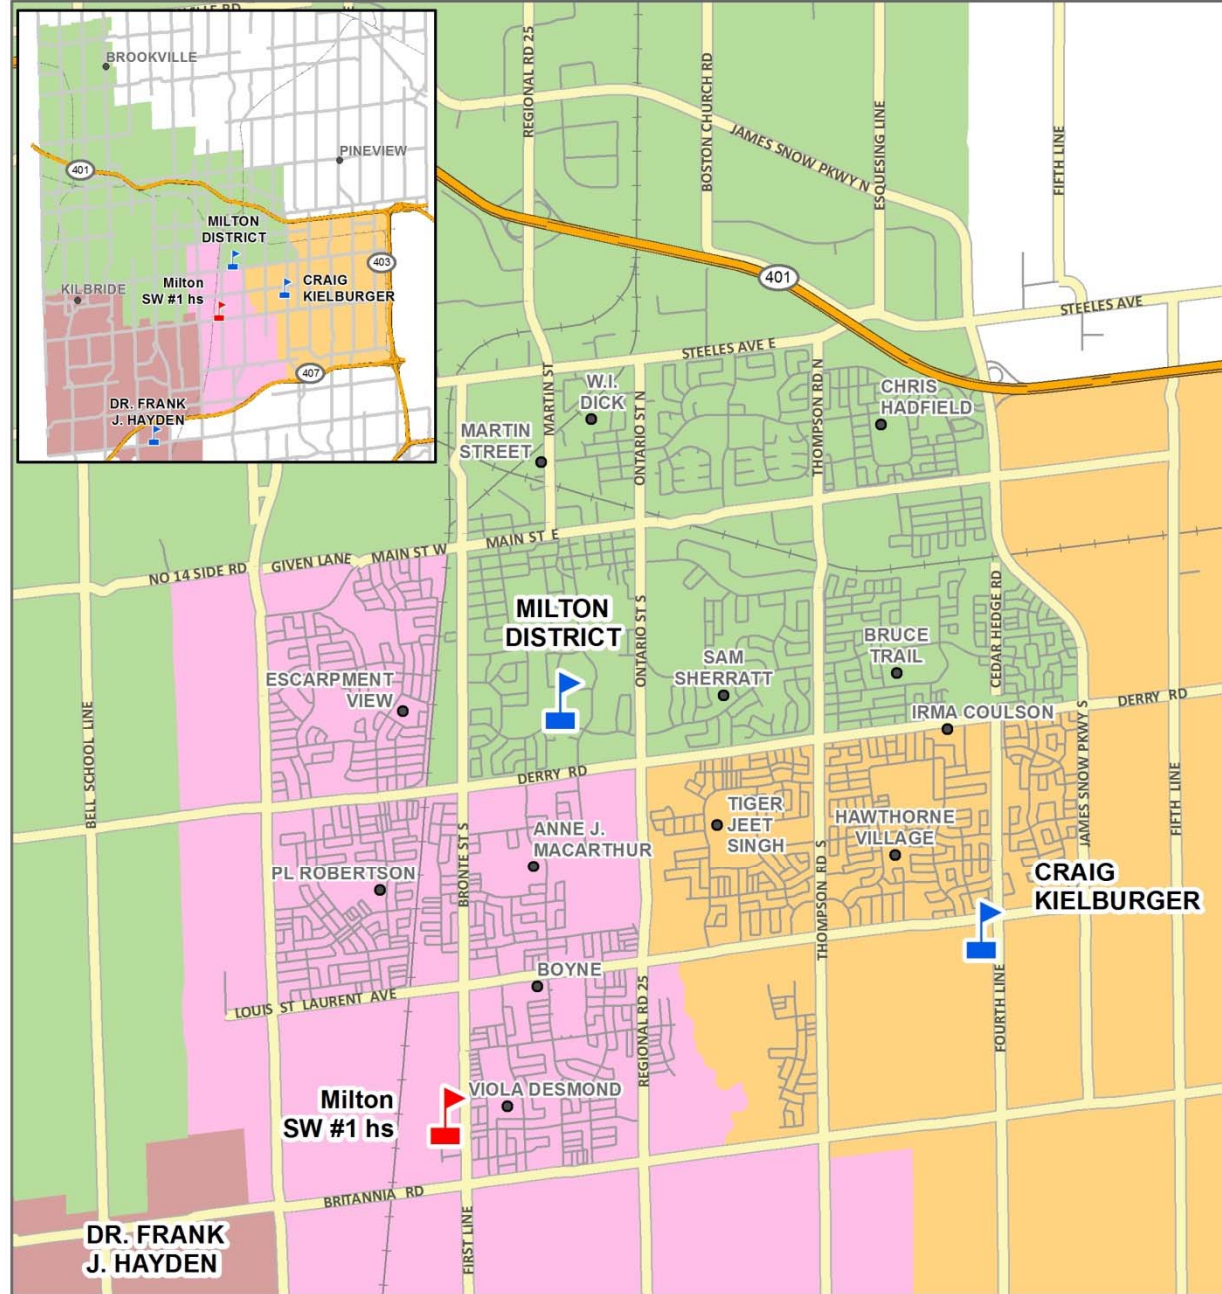 BROOKVILLE
PINEVIEW
401
MILTON
DISTRICT
403
Milton
SW #1 hs
CRAIG
KIELBURGER
KILBRIDE
407
DR. FRANK
J. HAYDEN
REGIONAL RD 25
BOSTON CHURCH RD
JAMES SNOW PKWY N
ESQUESING LINE
FIFTH LINE
401
STEELES AVE
STEELES AVE E
MARTIN ST
W.I.
DICK
ONTARIO ST N
THOMPSON RD N
CHRIS
HADFIELD
MARTIN
STREET
NO 14 SIDE RD
GIVEN LANE
MAIN ST W
MAIN ST E
MILTON
DISTRICT
ONTARIO ST S
SAM
SHERRATT
BRUCE
TRAIL
CEDAR HEDGE RD
ESCARPMENT
VIEW
IRMA COULSON
DERRY RD
BELL SCHOOL LINE
DERRY RD
JAMES SNOW PKWY S
FIFTH LINE
TIGER
JEET
SINGH
HAWTHORNE
VILLAGE
ANNE J.
MACARTHUR
BRONTE ST S
PL ROBERTSON
THOMPSON RD S
CRAIG
KIELBURGER
BOYNE
LOUIS ST LAURENT AVE
REGIONAL RD 25
FOURTH LINE
VIOLA DESMOND
Milton
SW #1 hs
BRITANNIA RD
FIRST LINE
DR. FRANK
J. HAYDEN